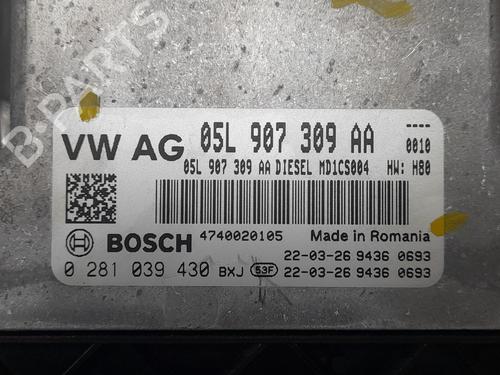 B-PARTS
VW AG 05L 907 309 AA 0010
05L 907 309 AA DIESEL MD1CS004 HW: H80
BOSCH 4740020105 Made in Romania
22-03-26 9436 0693
0 281 039 430 BXJ 53F 22-03-26 9436 0693